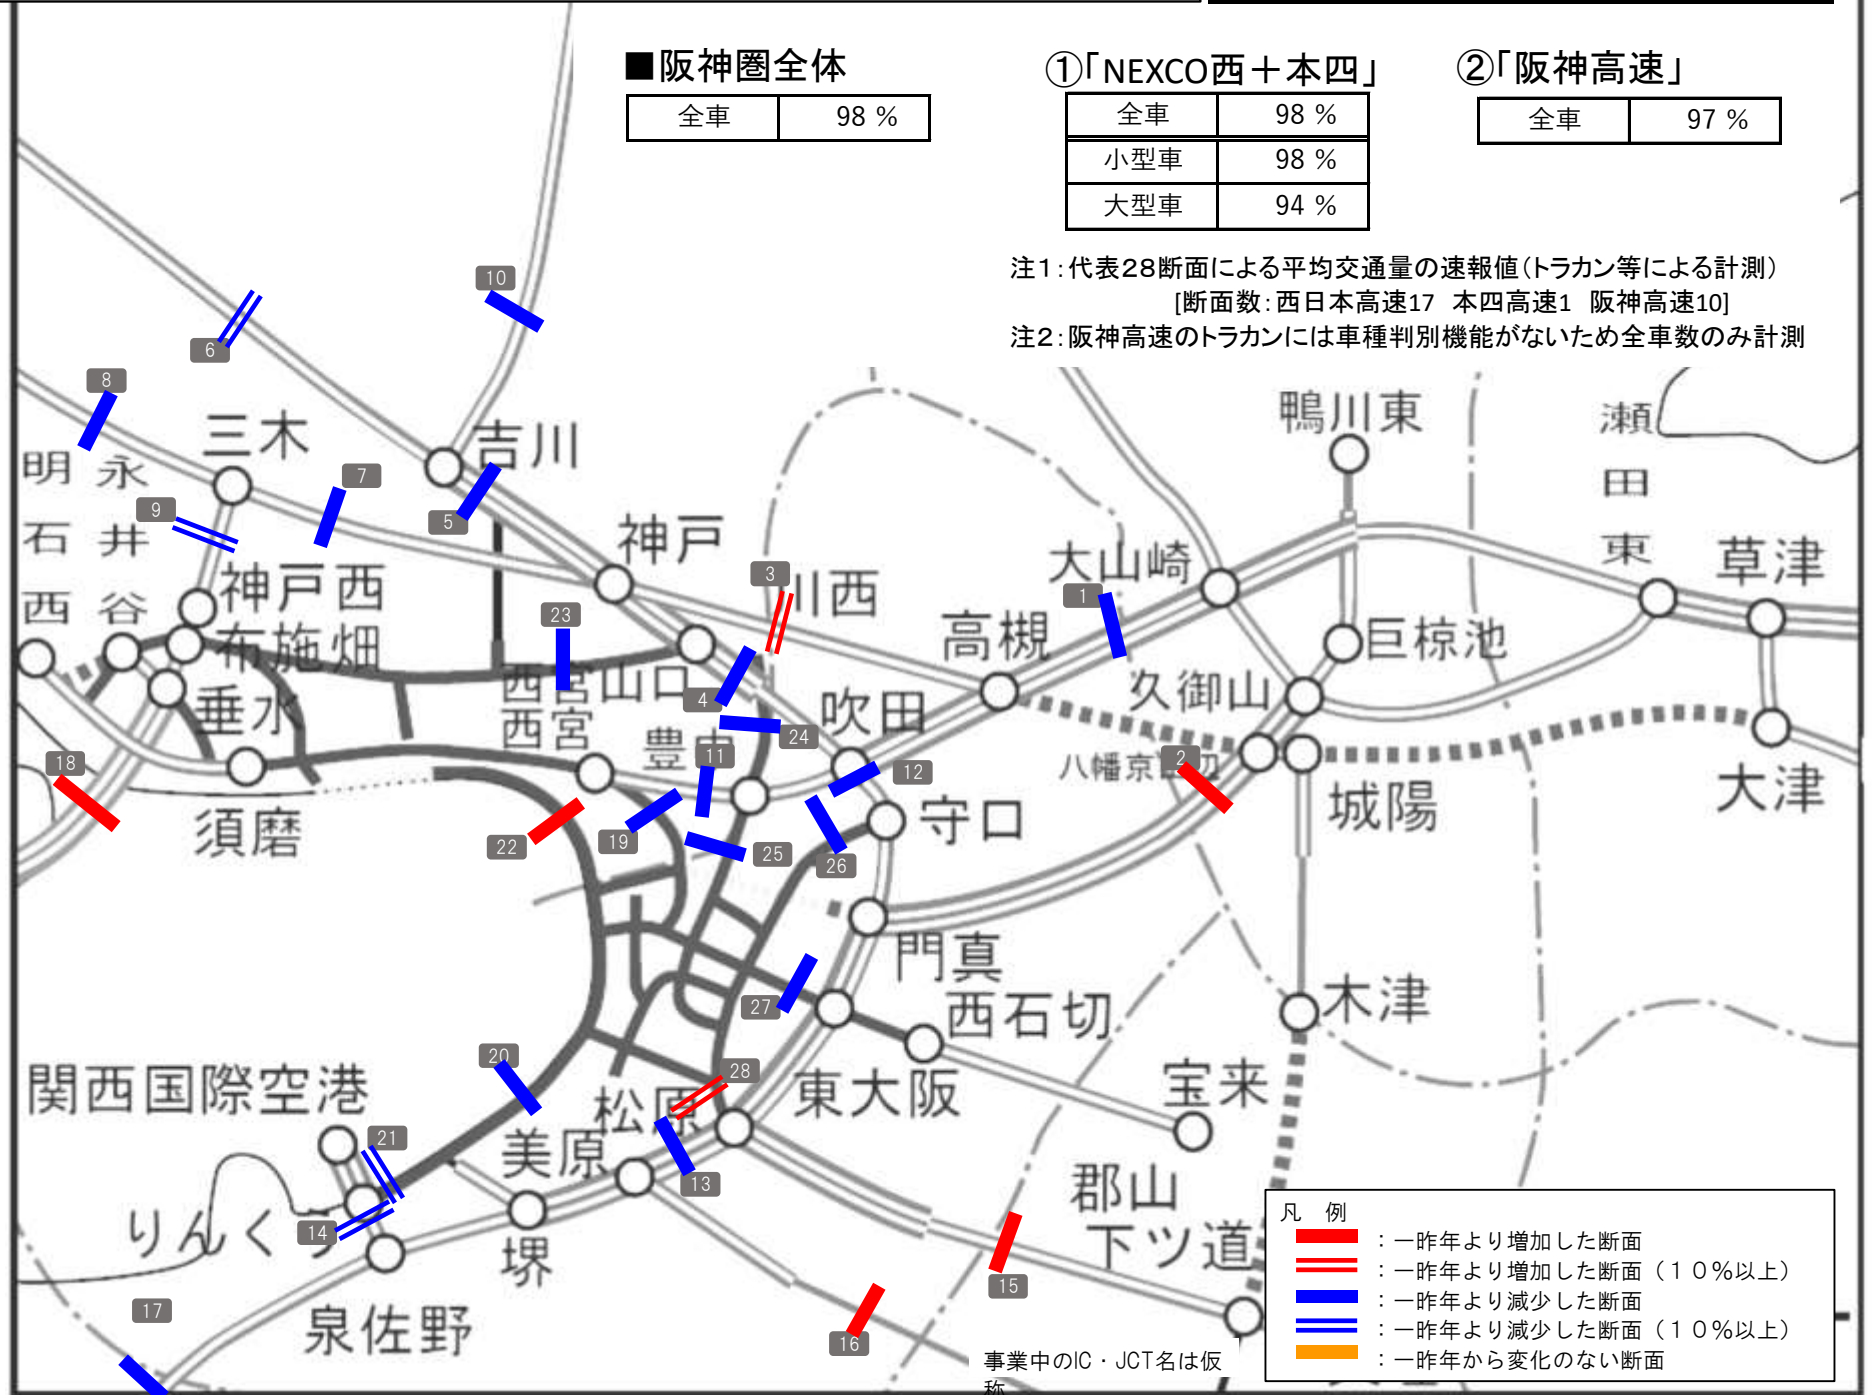 ■阪神圏全体
全車 98 %
①「NEXCO西＋本四」
全車 98 %
小型車 98 %
大型車 94 %
②「阪神高速」
全車 97 %
注１：代表２８断面による平均交通量の速報値（トラカン等による計測）
［断面数：西日本高速17 本四高速1 阪神高速10］
注２：阪神高速のトラカンには車種判別機能がないため全車数のみ計測
10
6
8
三木
吉川
鴨川東
瀬田東
明石西
永井谷
7
9
5
神戸
3
川西
大山崎
1
草津
神戸西
23
高槻
巨椋池
布施畑
西宮山口
4
久御山
垂水
西宮
豊中
24
吹田
11
12
八幡京田辺
2
18
須磨
22
19
25
26
守口
城陽
大津
門真
27
西石切
木津
20
28
関西国際空港
松原
東大阪
宝来
21
美原
13
郡山
下ツ道
りんくう
14
堺
15
17
泉佐野
16
事業中のIC・JCT名は仮
称
凡 例
：一昨年より増加した断面
：一昨年より増加した断面（１０％以上）
：一昨年より減少した断面
：一昨年より減少した断面（１０％以上）
：一昨年から変化のない断面